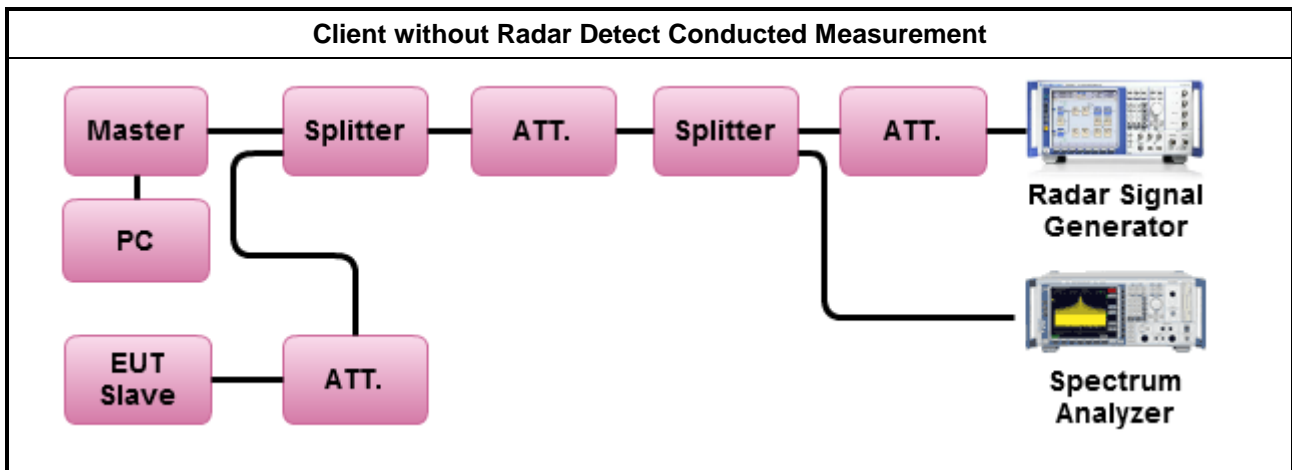 Client without Radar Detect Conducted Measurement
Master
Splitter
ATT.
Splitter
ATT.
Radar Signal
Generator
PC
EUT
Slave
ATT.
Spectrum
Analyzer